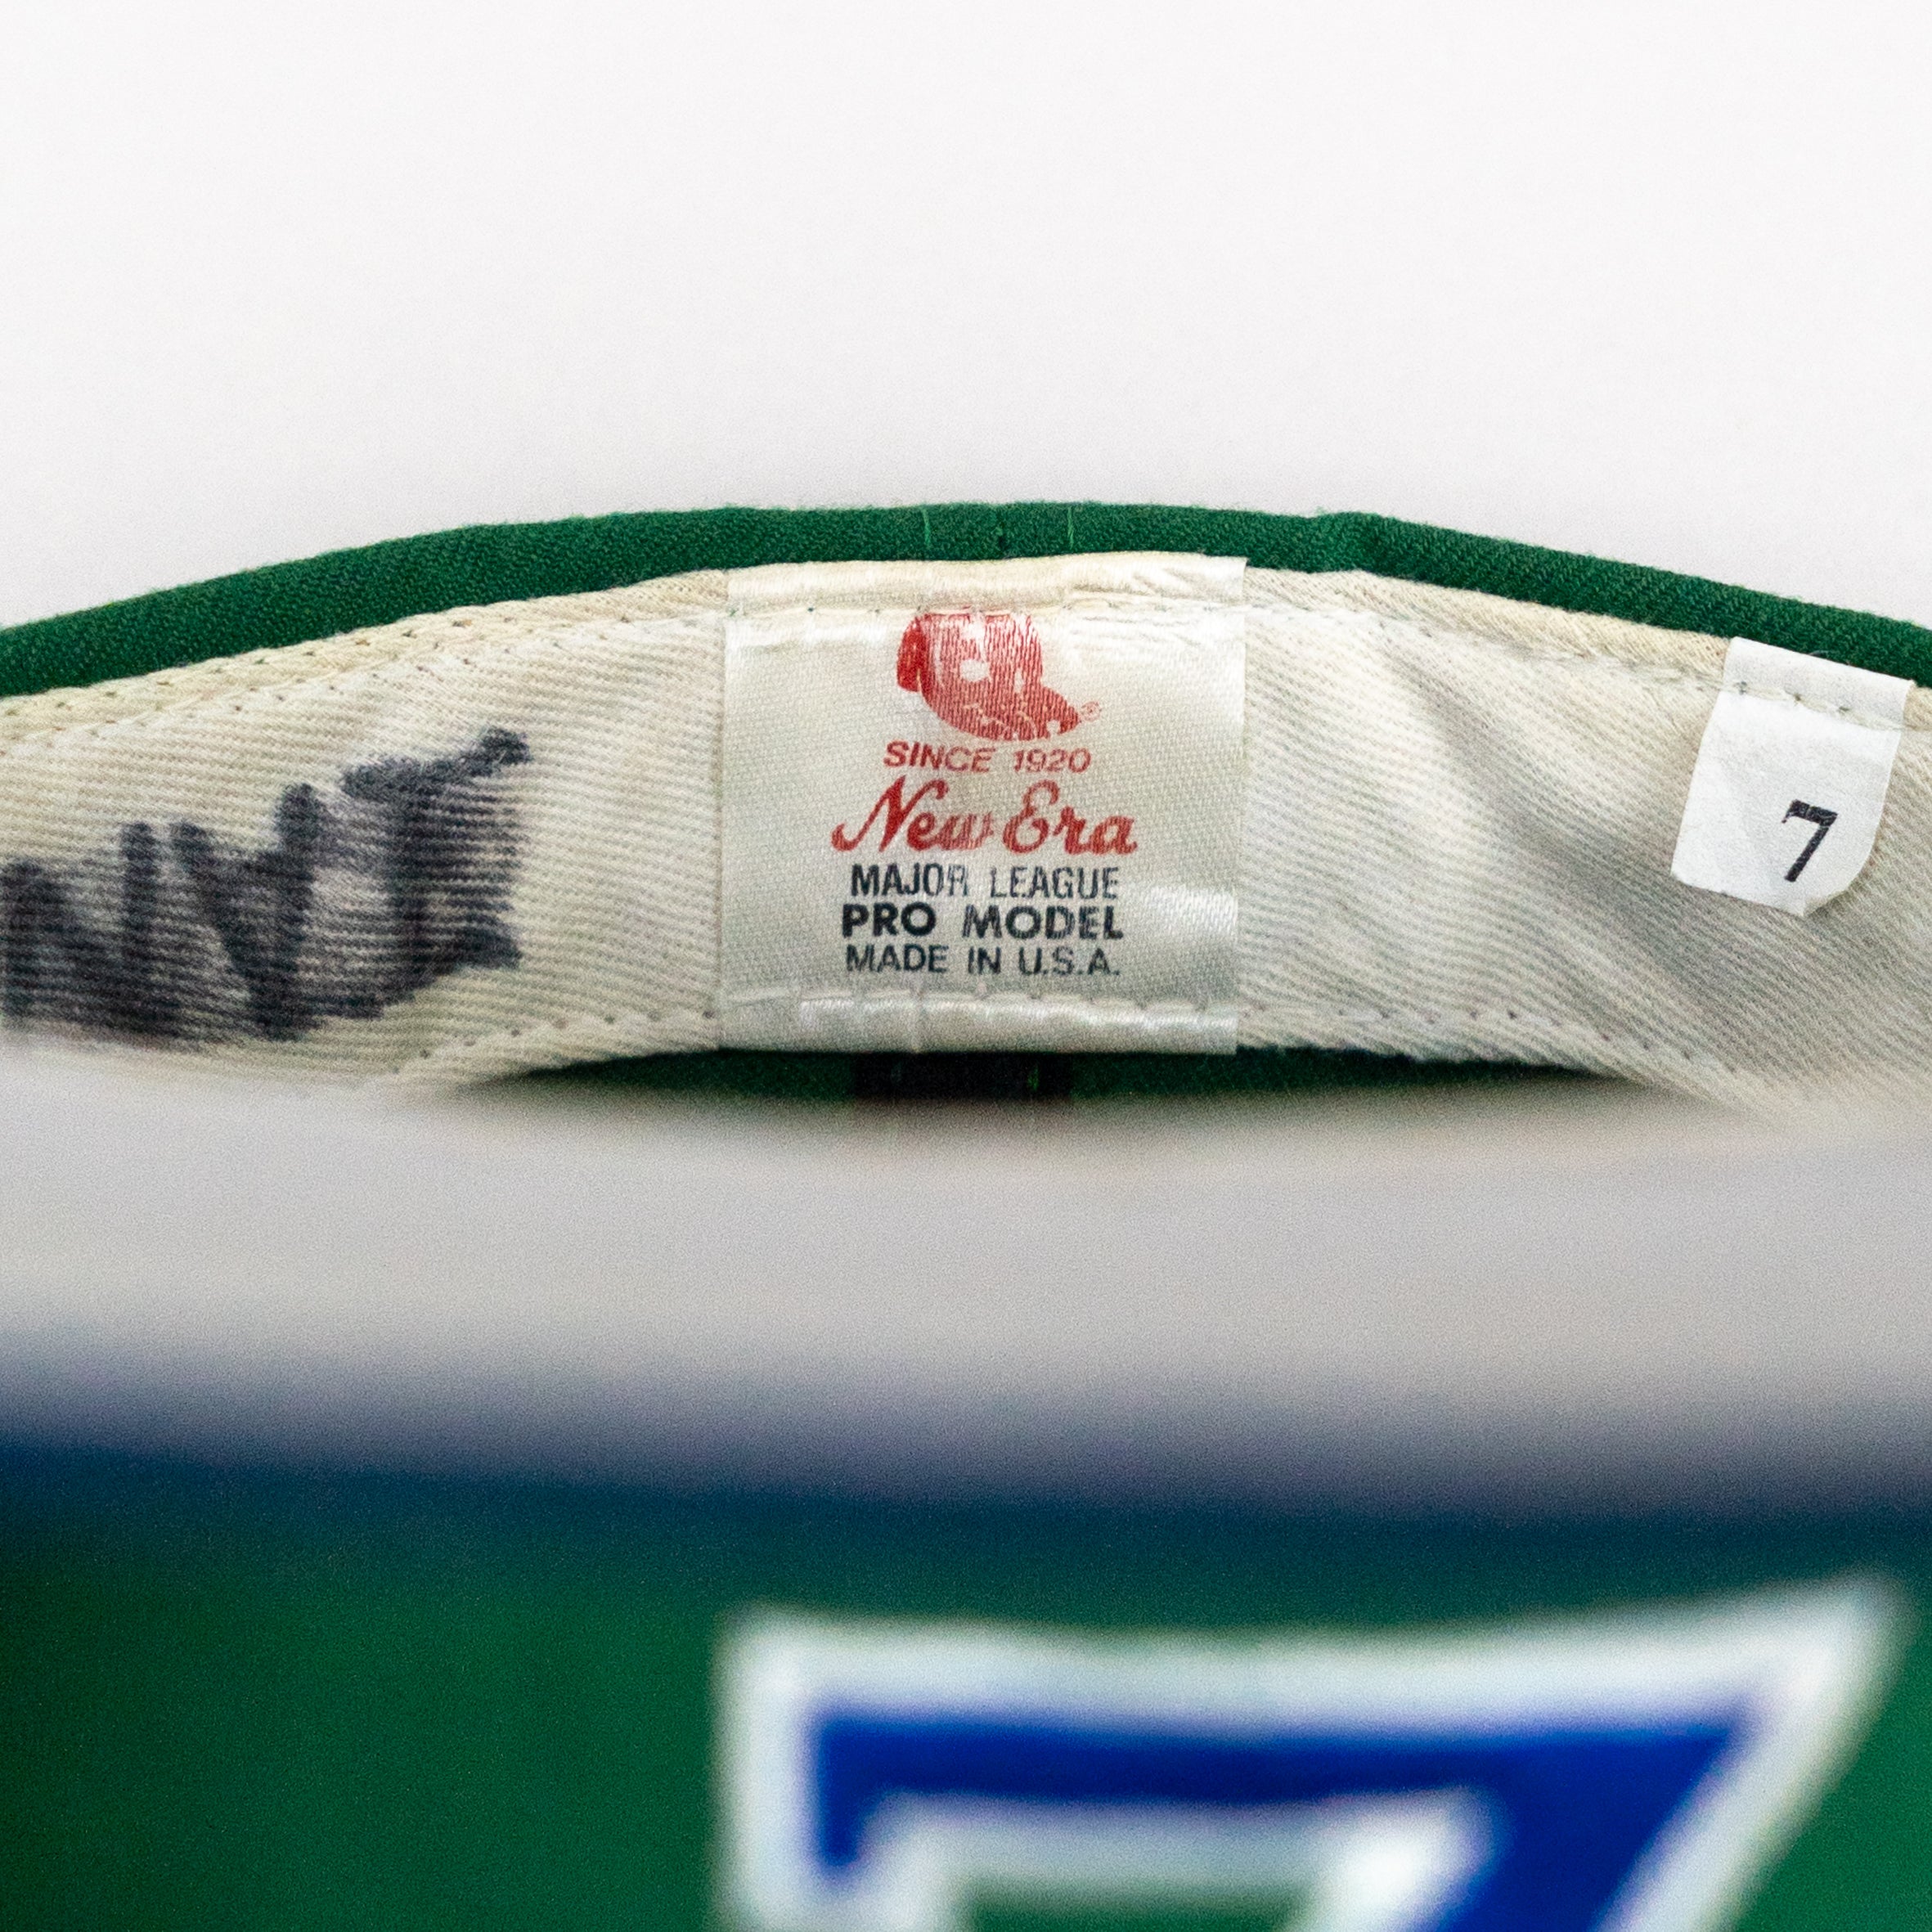 SINCE 1920
New Era
MAJOR LEAGUE
PRO MODEL
MADE IN U.S.A.
7